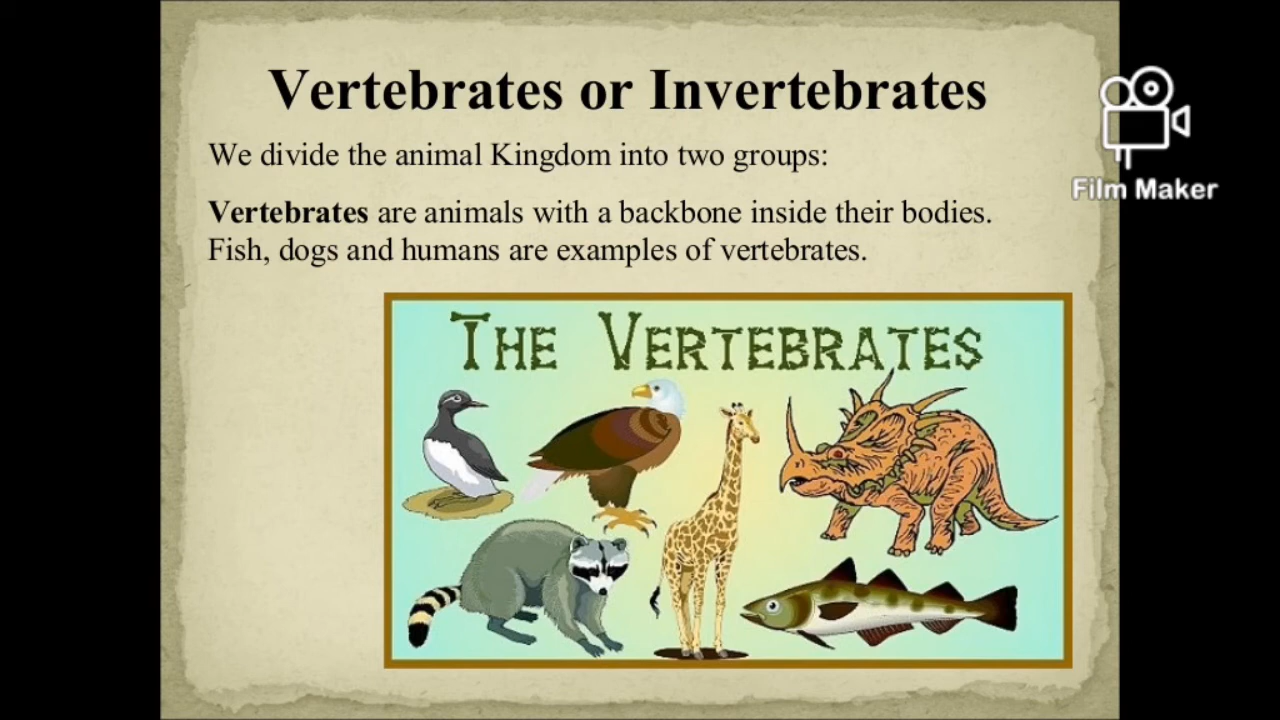 Vertebrates or Invertebrates
We divide the animal Kingdom into two groups:
Vertebrates are animals with a backbone inside their bodies.
Fish, dogs and humans are examples of vertebrates.
THE VERTEBRATES
Film Maker